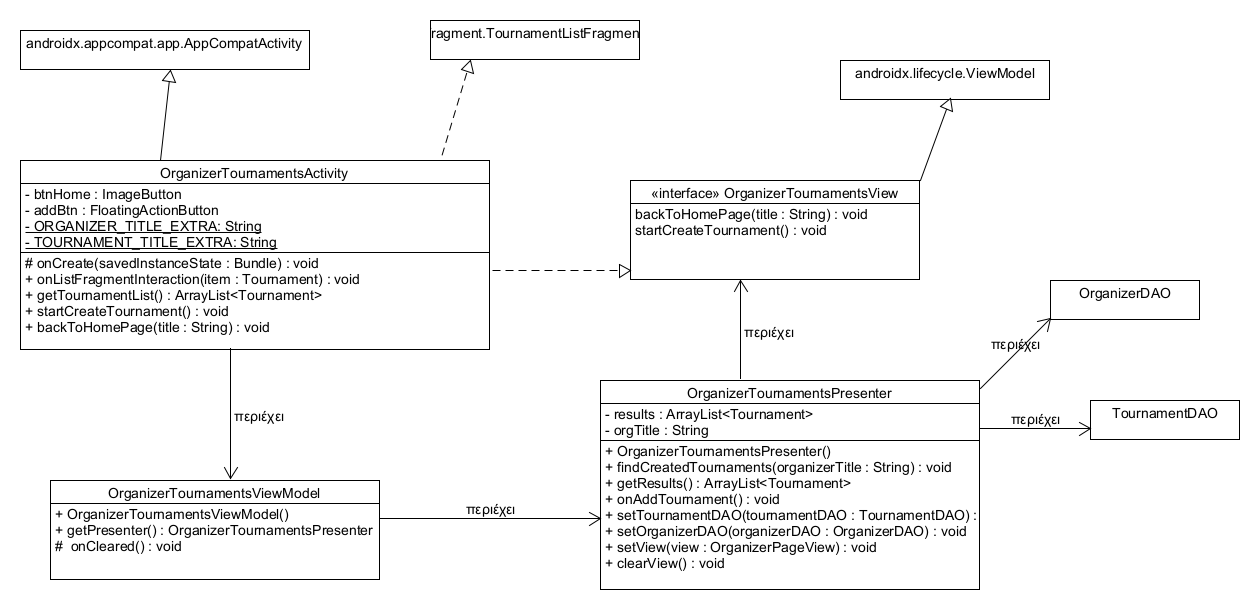 androidx.appcompat.app.AppCompatActivity
ragment.TournamentListFragmen
androidx.lifecycle.ViewModel
OrganizerTournamentsActivity
- btnHome : ImageButton
- addBtn : FloatingActionButton
- ORGANIZER_TITLE_EXTRA: String
- TOURNAMENT_TITLE_EXTRA: String
# onCreate(savedInstanceState : Bundle) : void
+ onListFragmentInteraction(item : Tournament) : void
+ getTournamentList() : ArrayList<Tournament>
+ startCreateTournament() : void
+ backToHomePage(title : String) : void
«interface» OrganizerTournamentsView
backToHomePage(title : String) : void
startCreateTournament() : void
OrganizerDAO
περιέχει
περιέχει
TournamentDAO
περιέχει
περιέχει
OrganizerTournamentsPresenter
- results : ArrayList<Tournament>
- orgTitle : String
+ OrganizerTournamentsPresenter()
+ findCreatedTournaments(organizerTitle : String) : void
+ getResults() : ArrayList<Tournament>
+ onAddTournament() : void
+ setTournamentDAO(tournamentDAO : TournamentDAO) :
+ setOrganizerDAO(organizerDAO : OrganizerDAO) : void
+ setView(view : OrganizerPageView) : void
+ clearView() : void
OrganizerTournamentsViewModel
+ OrganizerTournamentsViewModel()
+ getPresenter() : OrganizerTournamentsPresenter
# onCleared() : void
περιέχει